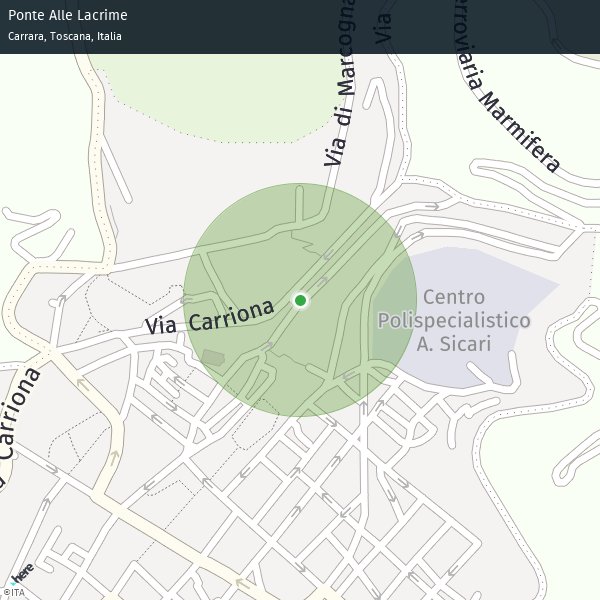 Ponte Alle Lacrime
Carrara, Toscana, Italia
Via di Marcogna
Via
erroviaria Marmifera
Via Carriona
Centro
Polispecialistico
A. Sicari
Carriona
here
©ITA